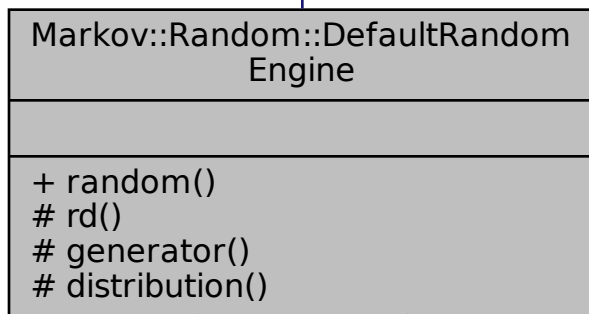 Markov::Random::DefaultRandom
Engine
+ random()
# rd()
# generator()
# distribution()